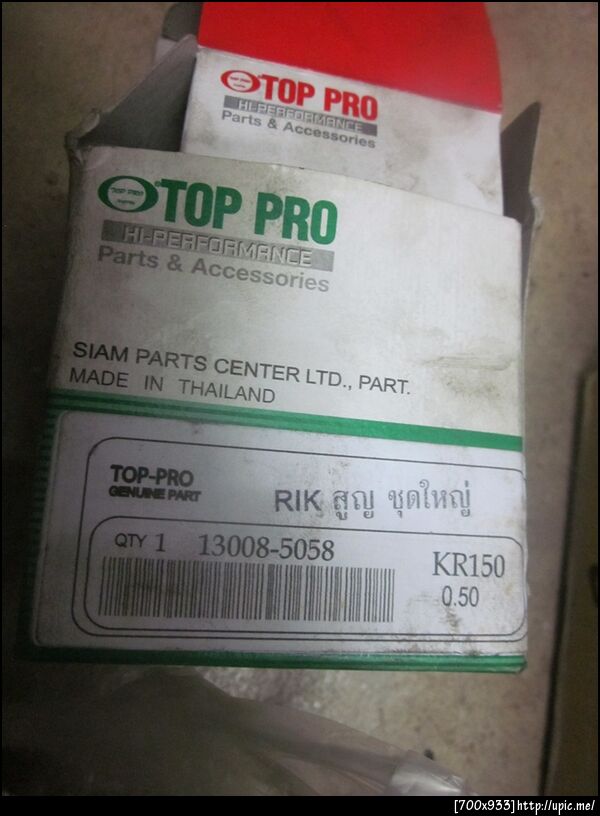 TOP PRO
HI-PERFORMANCE
Parts & Accessories
TOP PRO
TOP PRO
HI-PERFORMANCE
Parts & Accessories
SIAM PARTS CENTER LTD., PART.
MADE IN THAILAND
TOP-PRO
GENUINE PART
RIK สูญ ชุดใหญ่
QTY 1 13008-5058
KR150
0.50
[700x933]http://upic.me/